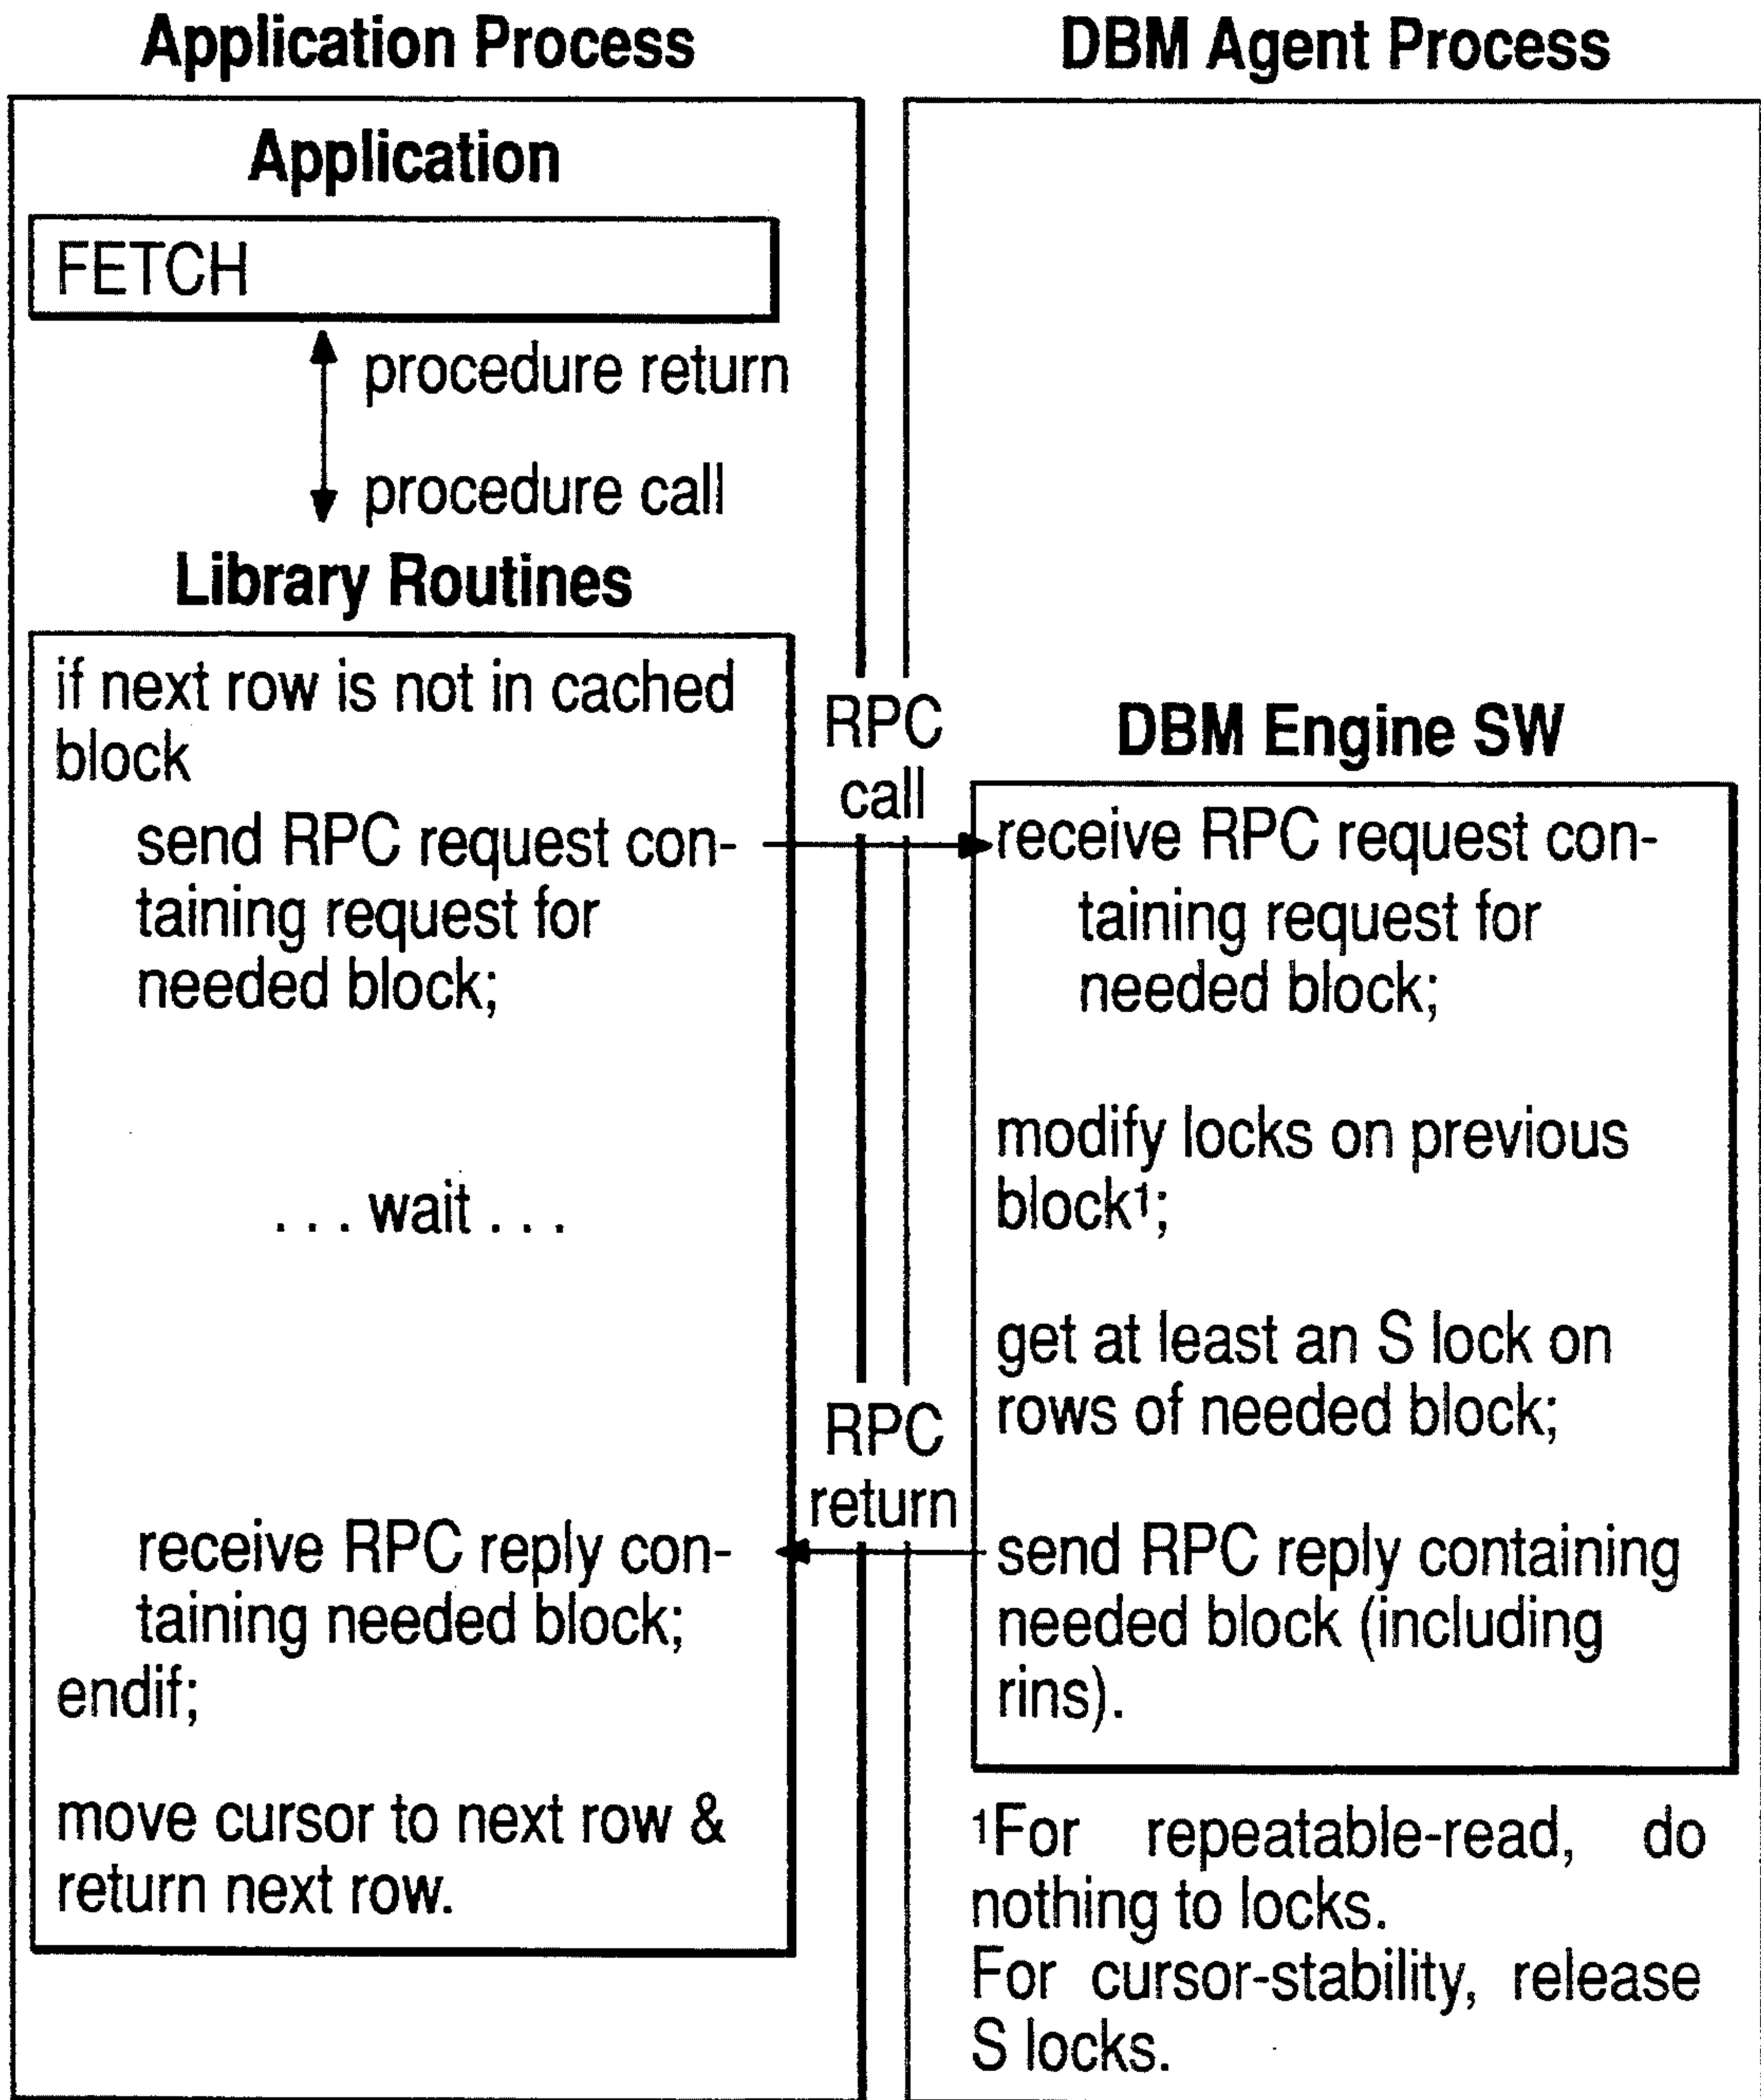 Application Process
Application
FETCH
procedure return
procedure call
Library Routines
if next row is not in cached
block
send RPC request con-
taining request for
needed block;
. . . wait . . .
receive RPC reply con-
taining needed block;
endif;
move cursor to next row &
return next row.
RPC
call
RPC
return
DBM Agent Process
DBM Engine SW
receive RPC request con-
taining request for
needed block;
modify locks on previous
block¹;
get at least an S lock on
rows of needed block;
send RPC reply containing
needed block (including
rins).
¹For repeatable-read, do
nothing to locks.
For cursor-stability, release
S locks.